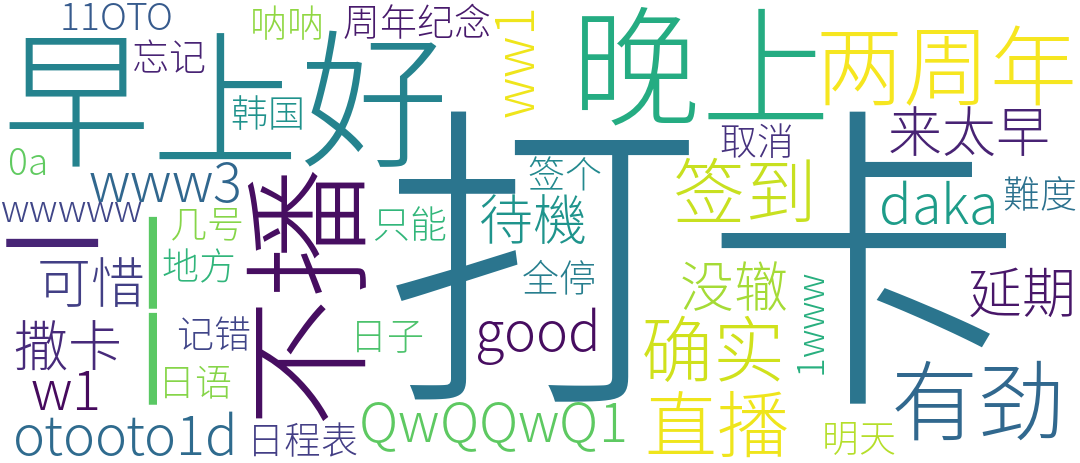 11OTO
呐呐
周年纪念
www1
早上好
晚上
两周年
忘记
韩国
取消
来太早
0a
www3
不播
打卡
签个
签到
daka
難度
wwwww
几号
只能
待機
一
地方
全停
没辙
延期
可惜
1www
撒卡
记错
日子
good
确实
有劲
w1
日语
直播
otooto1d
日程表
QwQQwQ1
明天